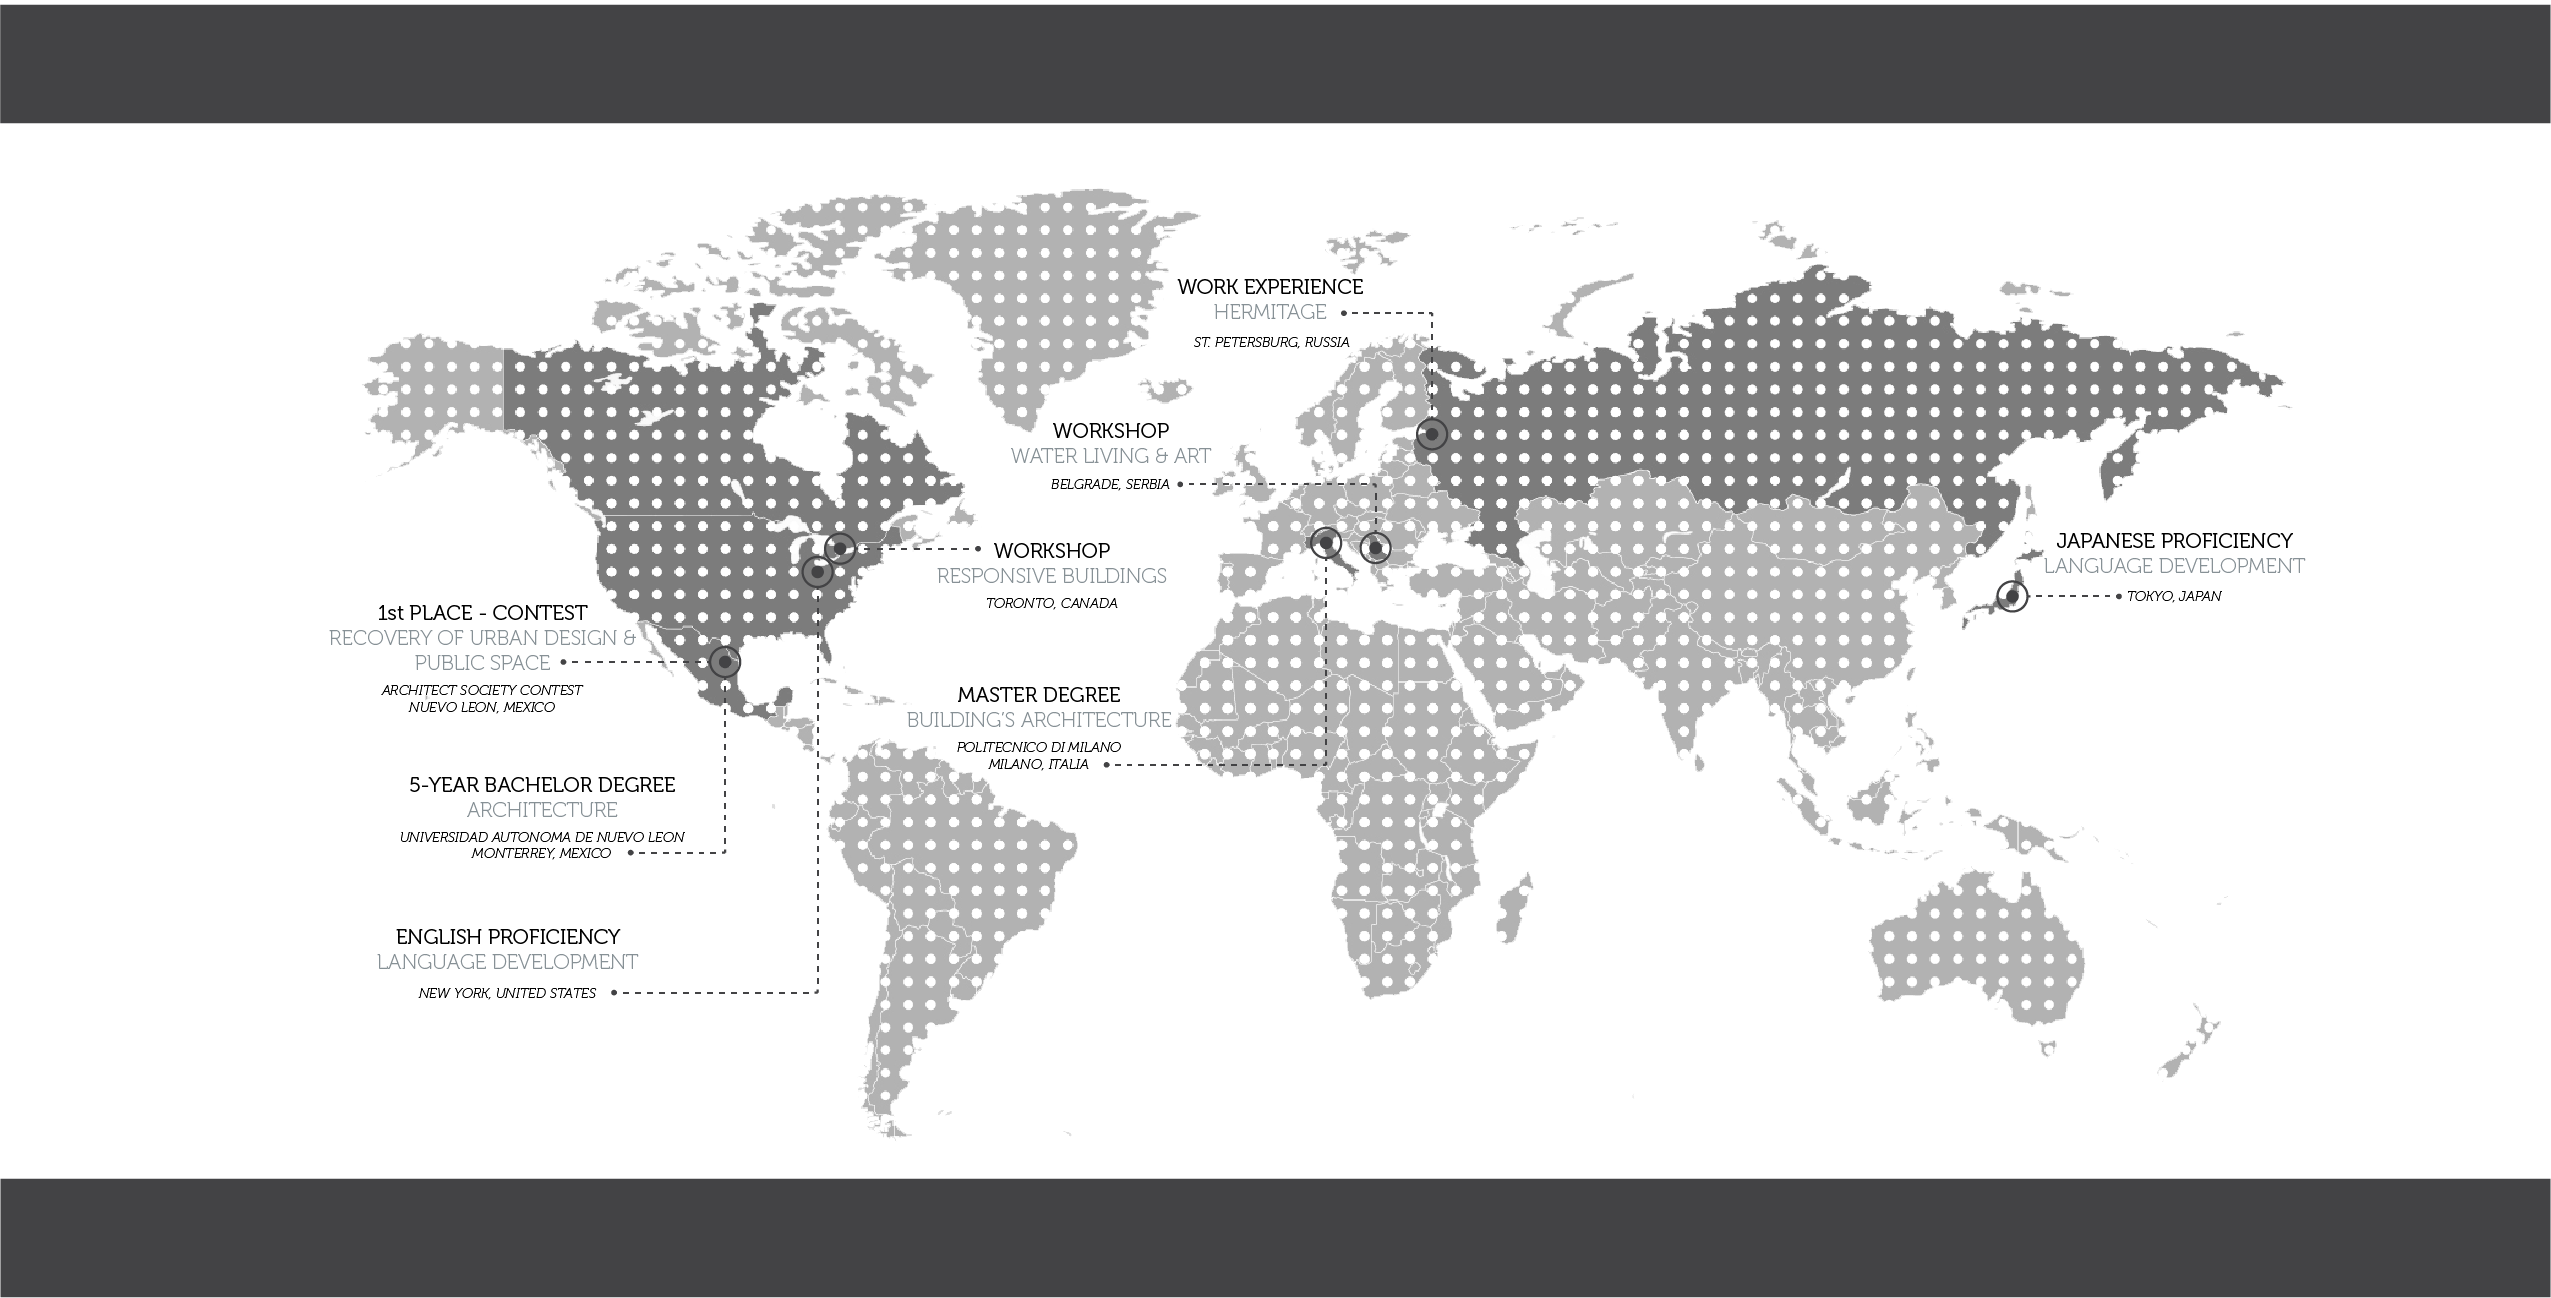 WORK EXPERIENCE
HERMITAGE
ST. PETERSBURG, RUSSIA
WORKSHOP
WATER LIVING & ART
BELGRADE, SERBIA
WORKSHOP
RESPONSIVE BUILDINGS
TORONTO, CANADA
JAPANESE PROFICIENCY
LANGUAGE DEVELOPMENT
TOKYO, JAPAN
1st PLACE - CONTEST
RECOVERY OF URBAN DESIGN &
PUBLIC SPACE
ARCHITECT SOCIETY CONTEST
NUEVO LEON, MEXICO
MASTER DEGREE
BUILDING'S ARCHITECTURE
POLITECNICO DI MILANO
MILANO, ITALIA
5-YEAR BACHELOR DEGREE
ARCHITECTURE
UNIVERSIDAD AUTONOMA DE NUEVO LEON
MONTERREY, MEXICO
ENGLISH PROFICIENCY
LANGUAGE DEVELOPMENT
NEW YORK, UNITED STATES